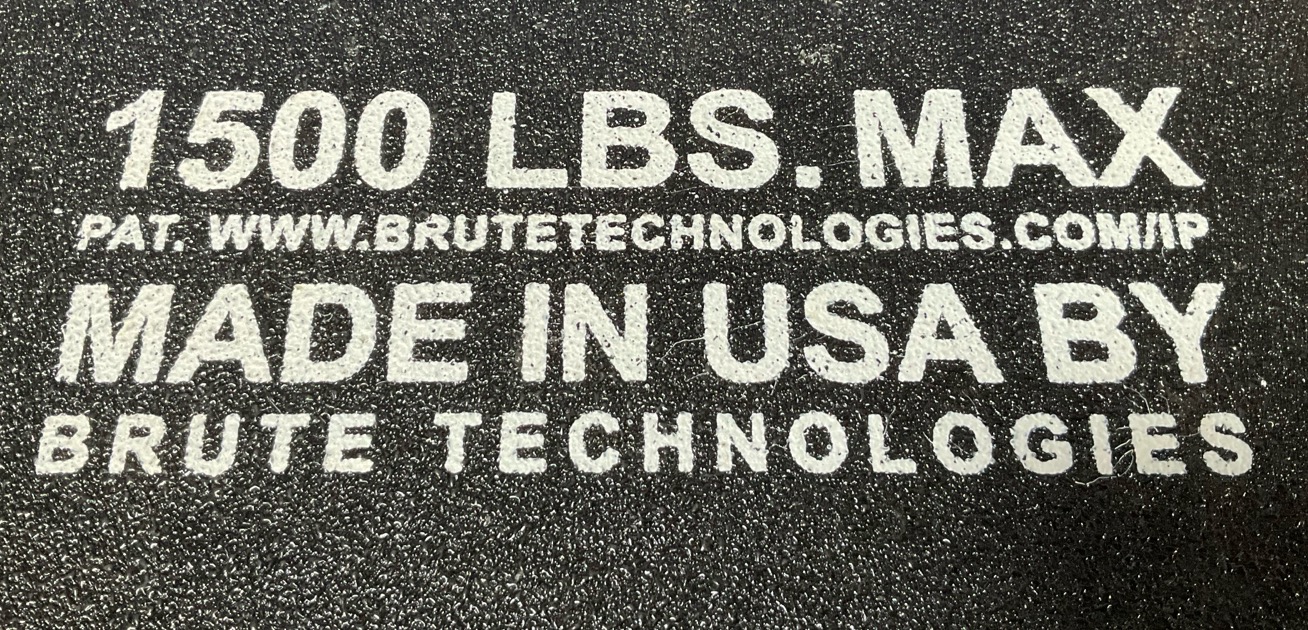 1500 LBS. MAX
PAT. WWW.BRUTETECHNOLOGIES.COM/IP
MADE IN USA BY
BRUTE TECHNOLOGIES